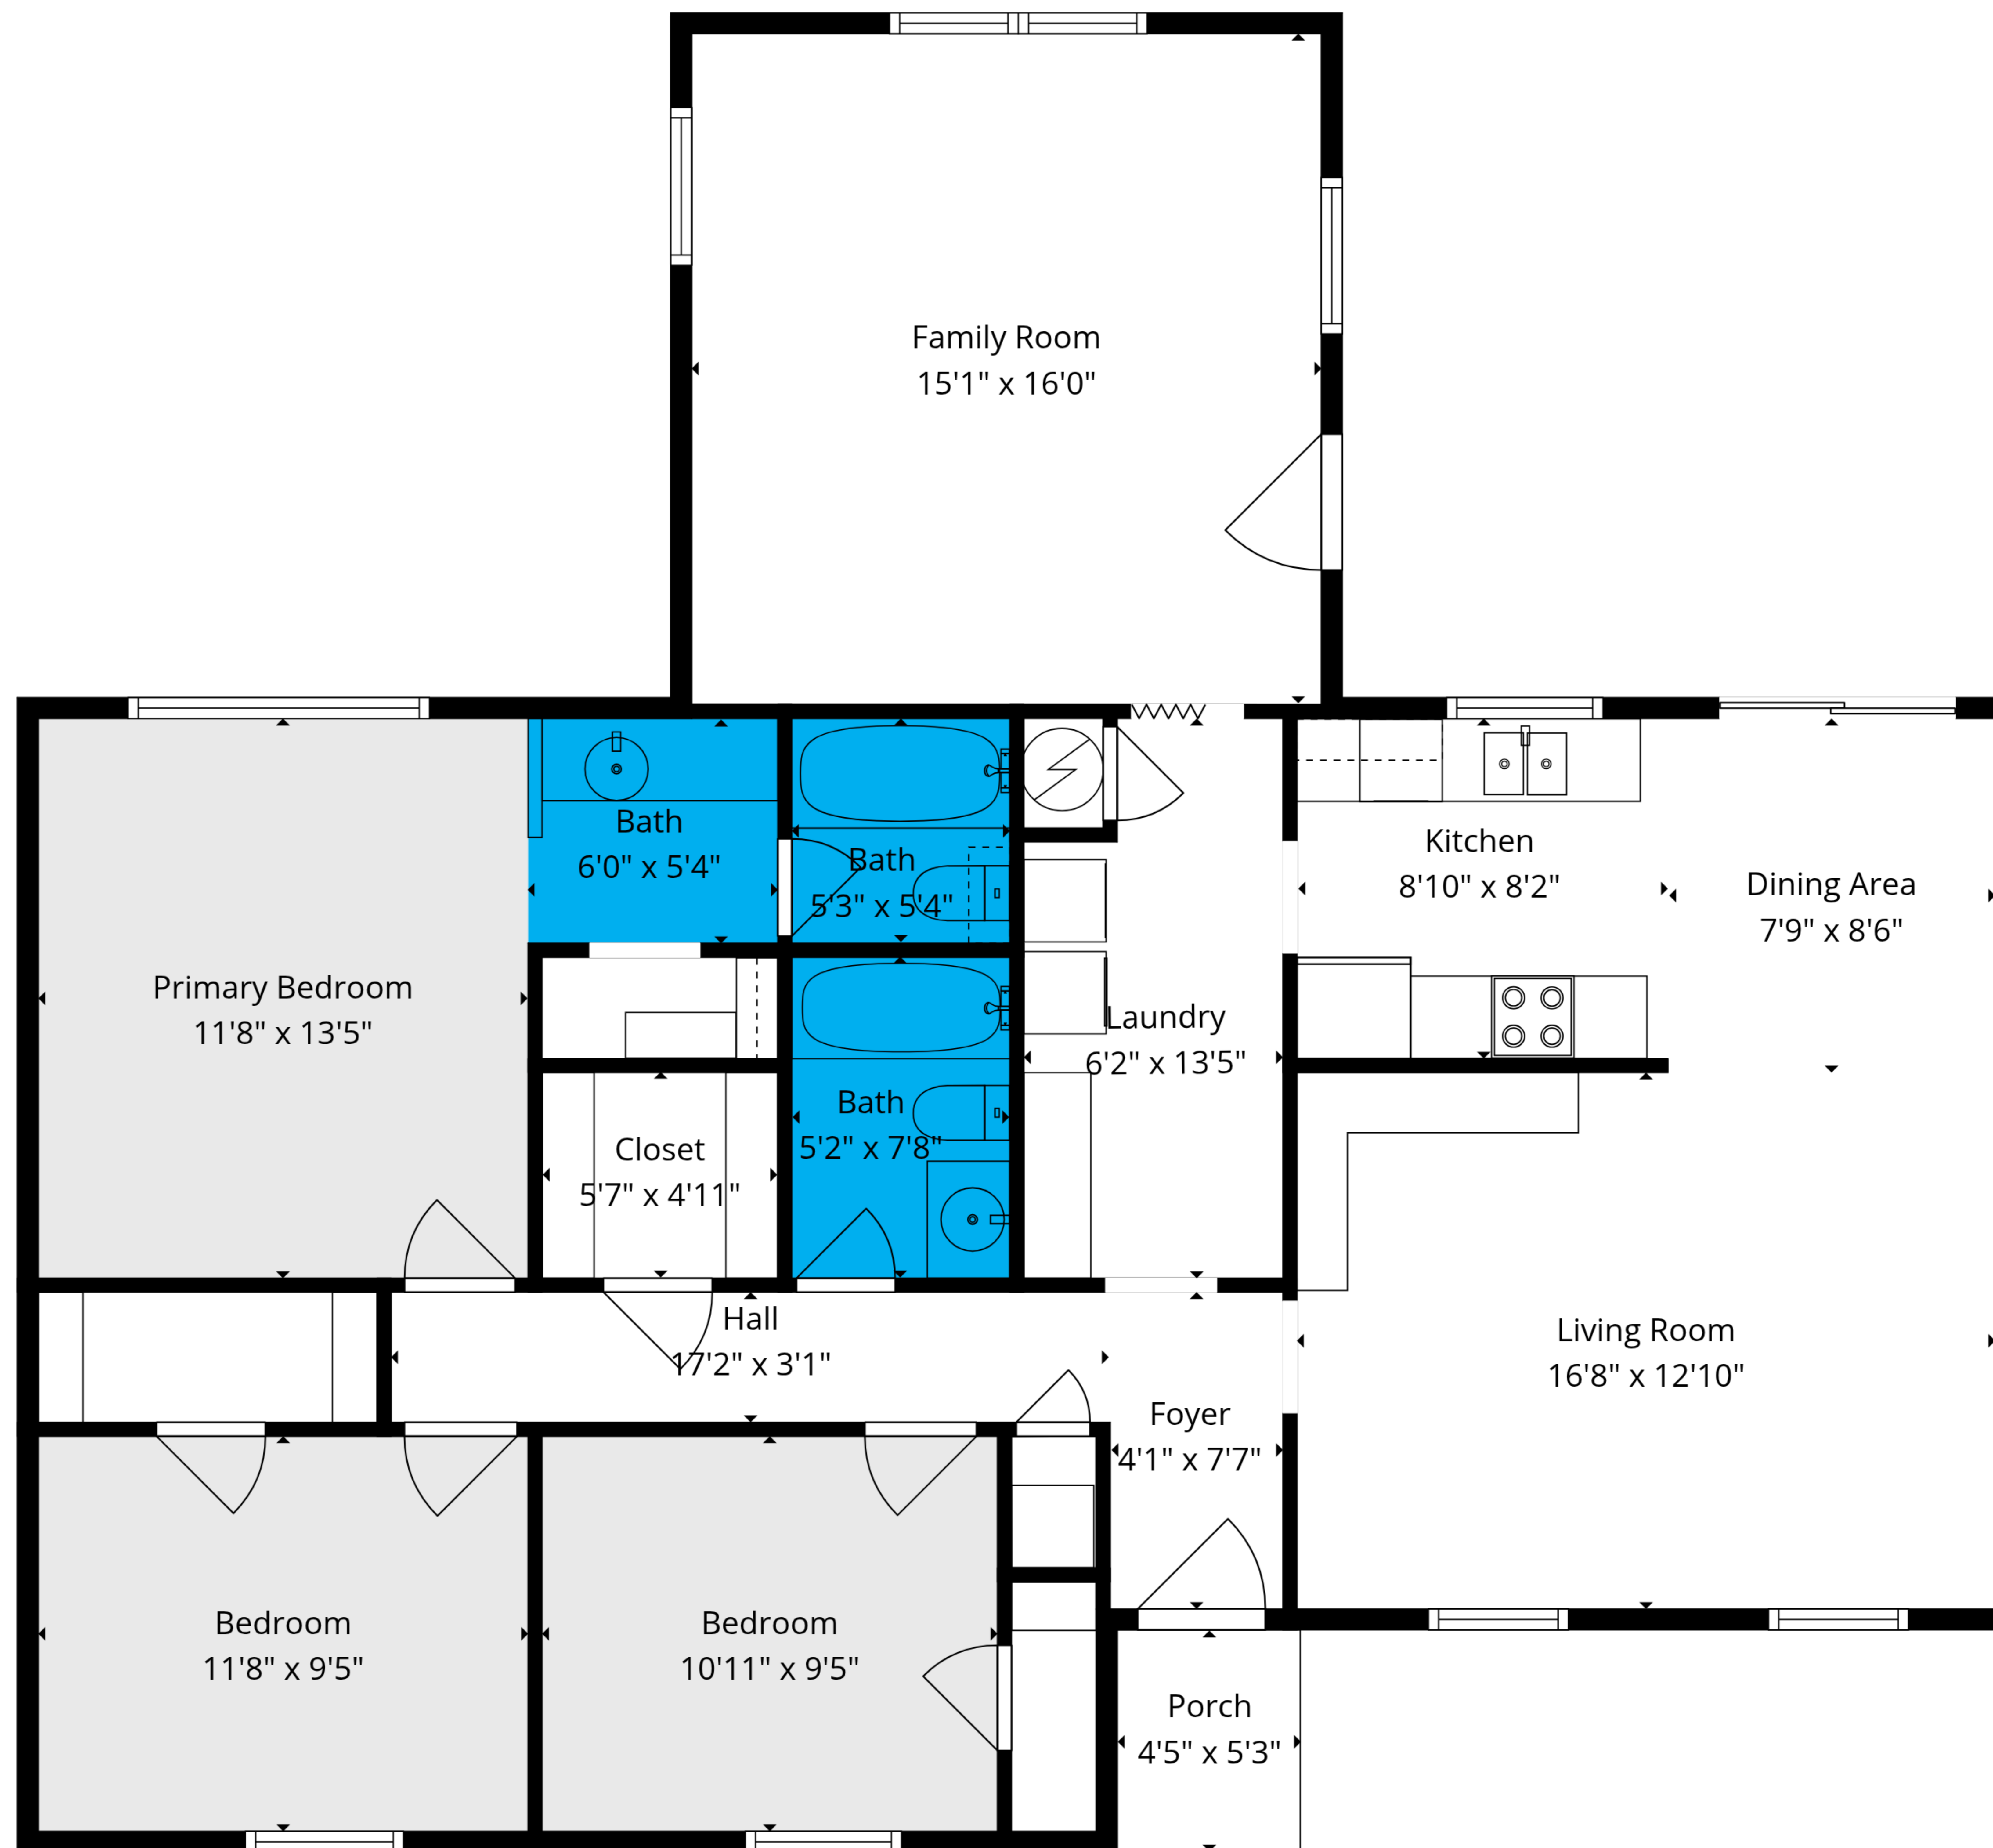 Family Room
15'1" x 16'0"
Bath
6'0" x 5'4"
Bath
5'3" x 5'4"
Kitchen
8'10" x 8'2"
Dining Area
7'9" x 8'6"
Primary Bedroom
11'8" x 13'5"
Laundry
6'2" x 13'5"
Bath
5'2" x 7'8"
Closet
5'7" x 4'11"
Hall
17'2" x 3'1"
Living Room
16'8" x 12'10"
Foyer
4'1" x 7'7"
Bedroom
11'8" x 9'5"
Bedroom
10'11" x 9'5"
Porch
4'5" x 5'3"